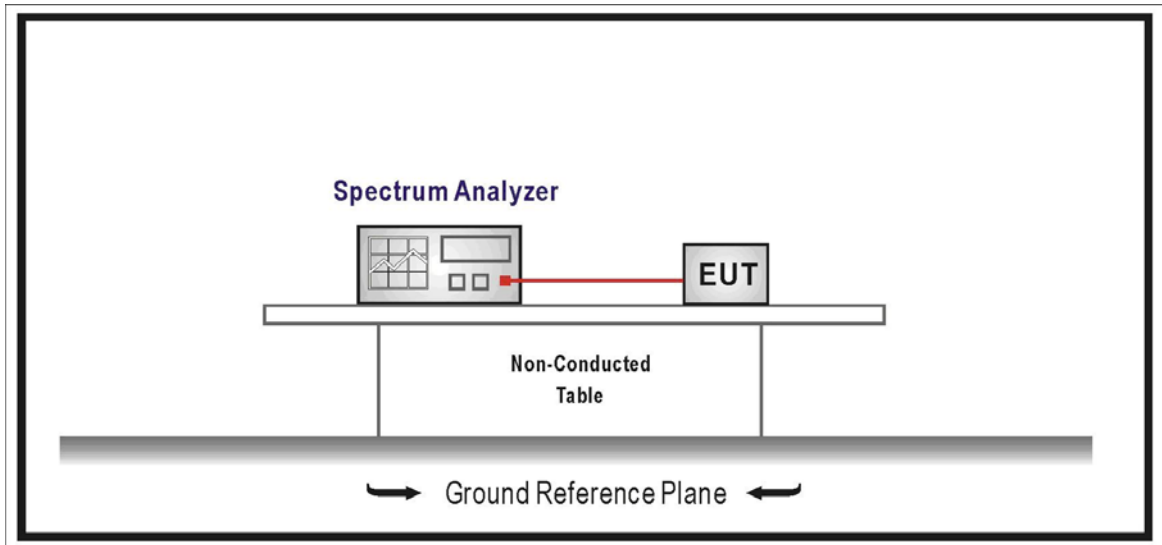 Spectrum Analyzer
EUT
Non-Conducted
Table
Ground Reference Plane